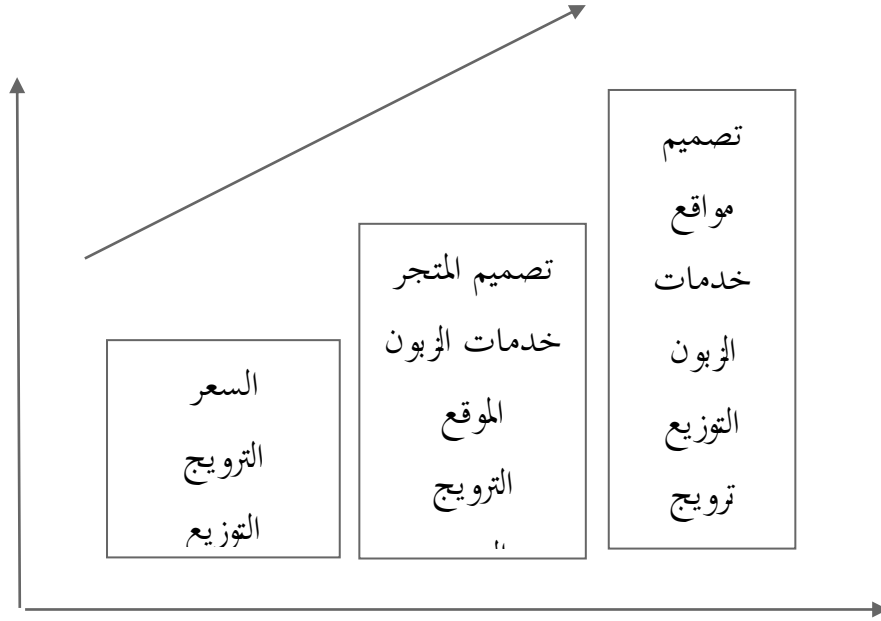 تصميم
مواقع
خدمات
الزبون
التوزيع
ترويج
تصميم المتجر
خدمات الزبون
الموقع
الترويج
السعر
الترويج
التوزيع